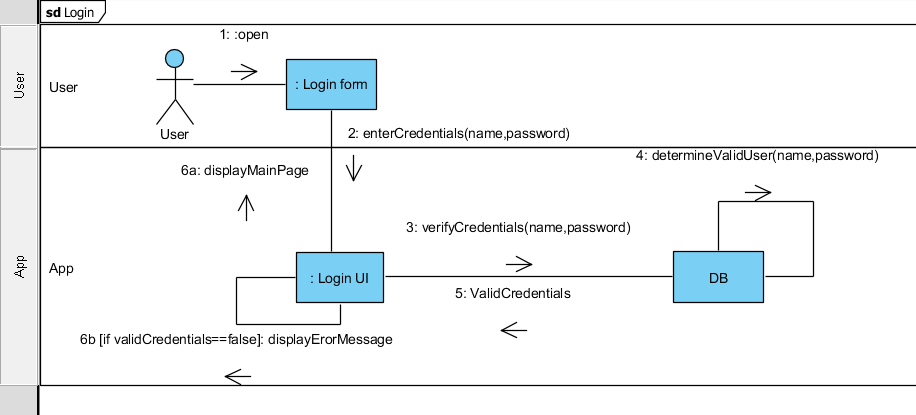 sd Login
User
User
1: :open
: Login form
User
2: enterCredentials(name,password)
App
App
6a: displayMainPage
4: determineValidUser(name,password)
3: verifyCredentials(name,password)
: Login UI
DB
5: ValidCredentials
6b [if validCredentials==false]: displayErorMessage